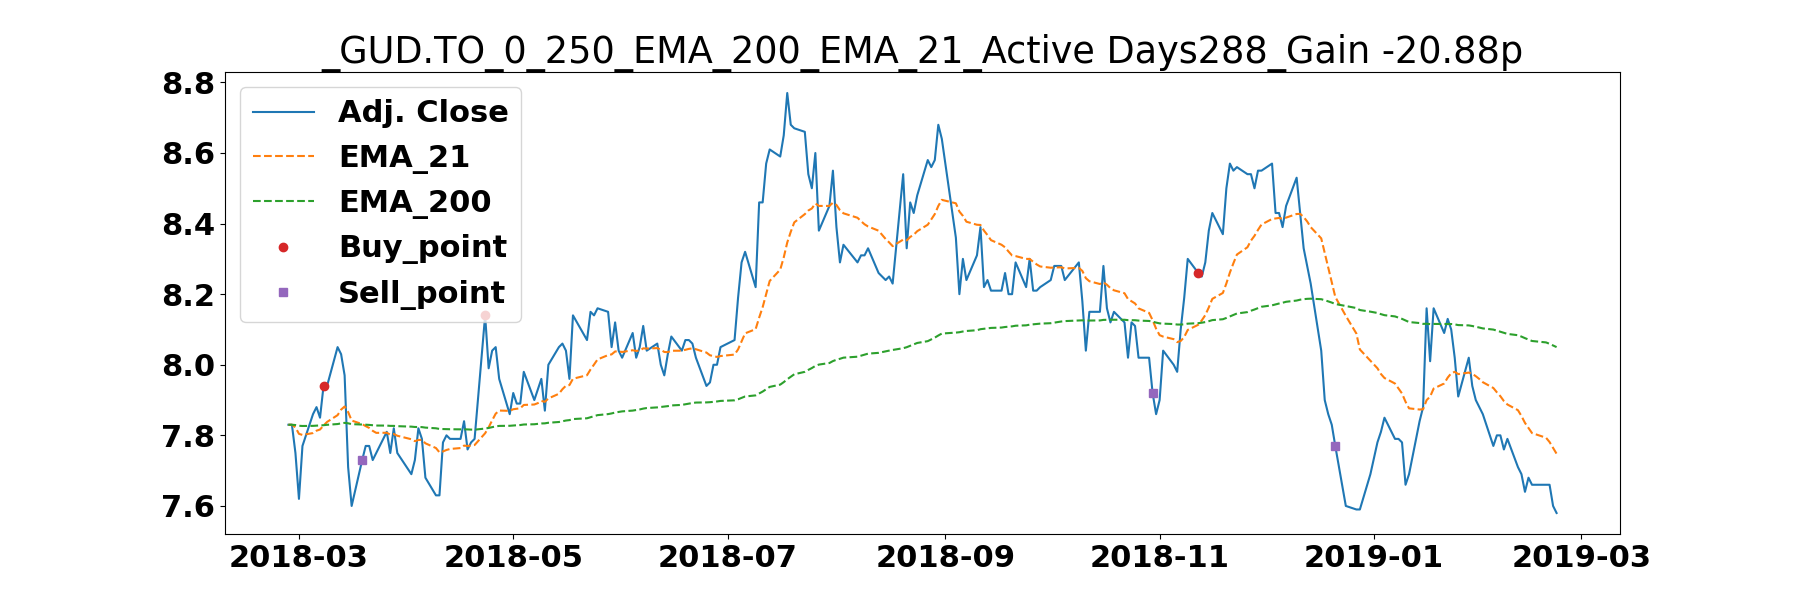 _GUD.TO_0_250_EMA_200_EMA_21_Active Days288_Gain -20.88p
8.8
8.6
8.4
8.2
8.0
7.8
7.6
Adj. Close
EMA_21
EMA_200
Buy_point
Sell_point
2018-03 2018-05 2018-07 2018-09 2018-11 2019-01 2019-03